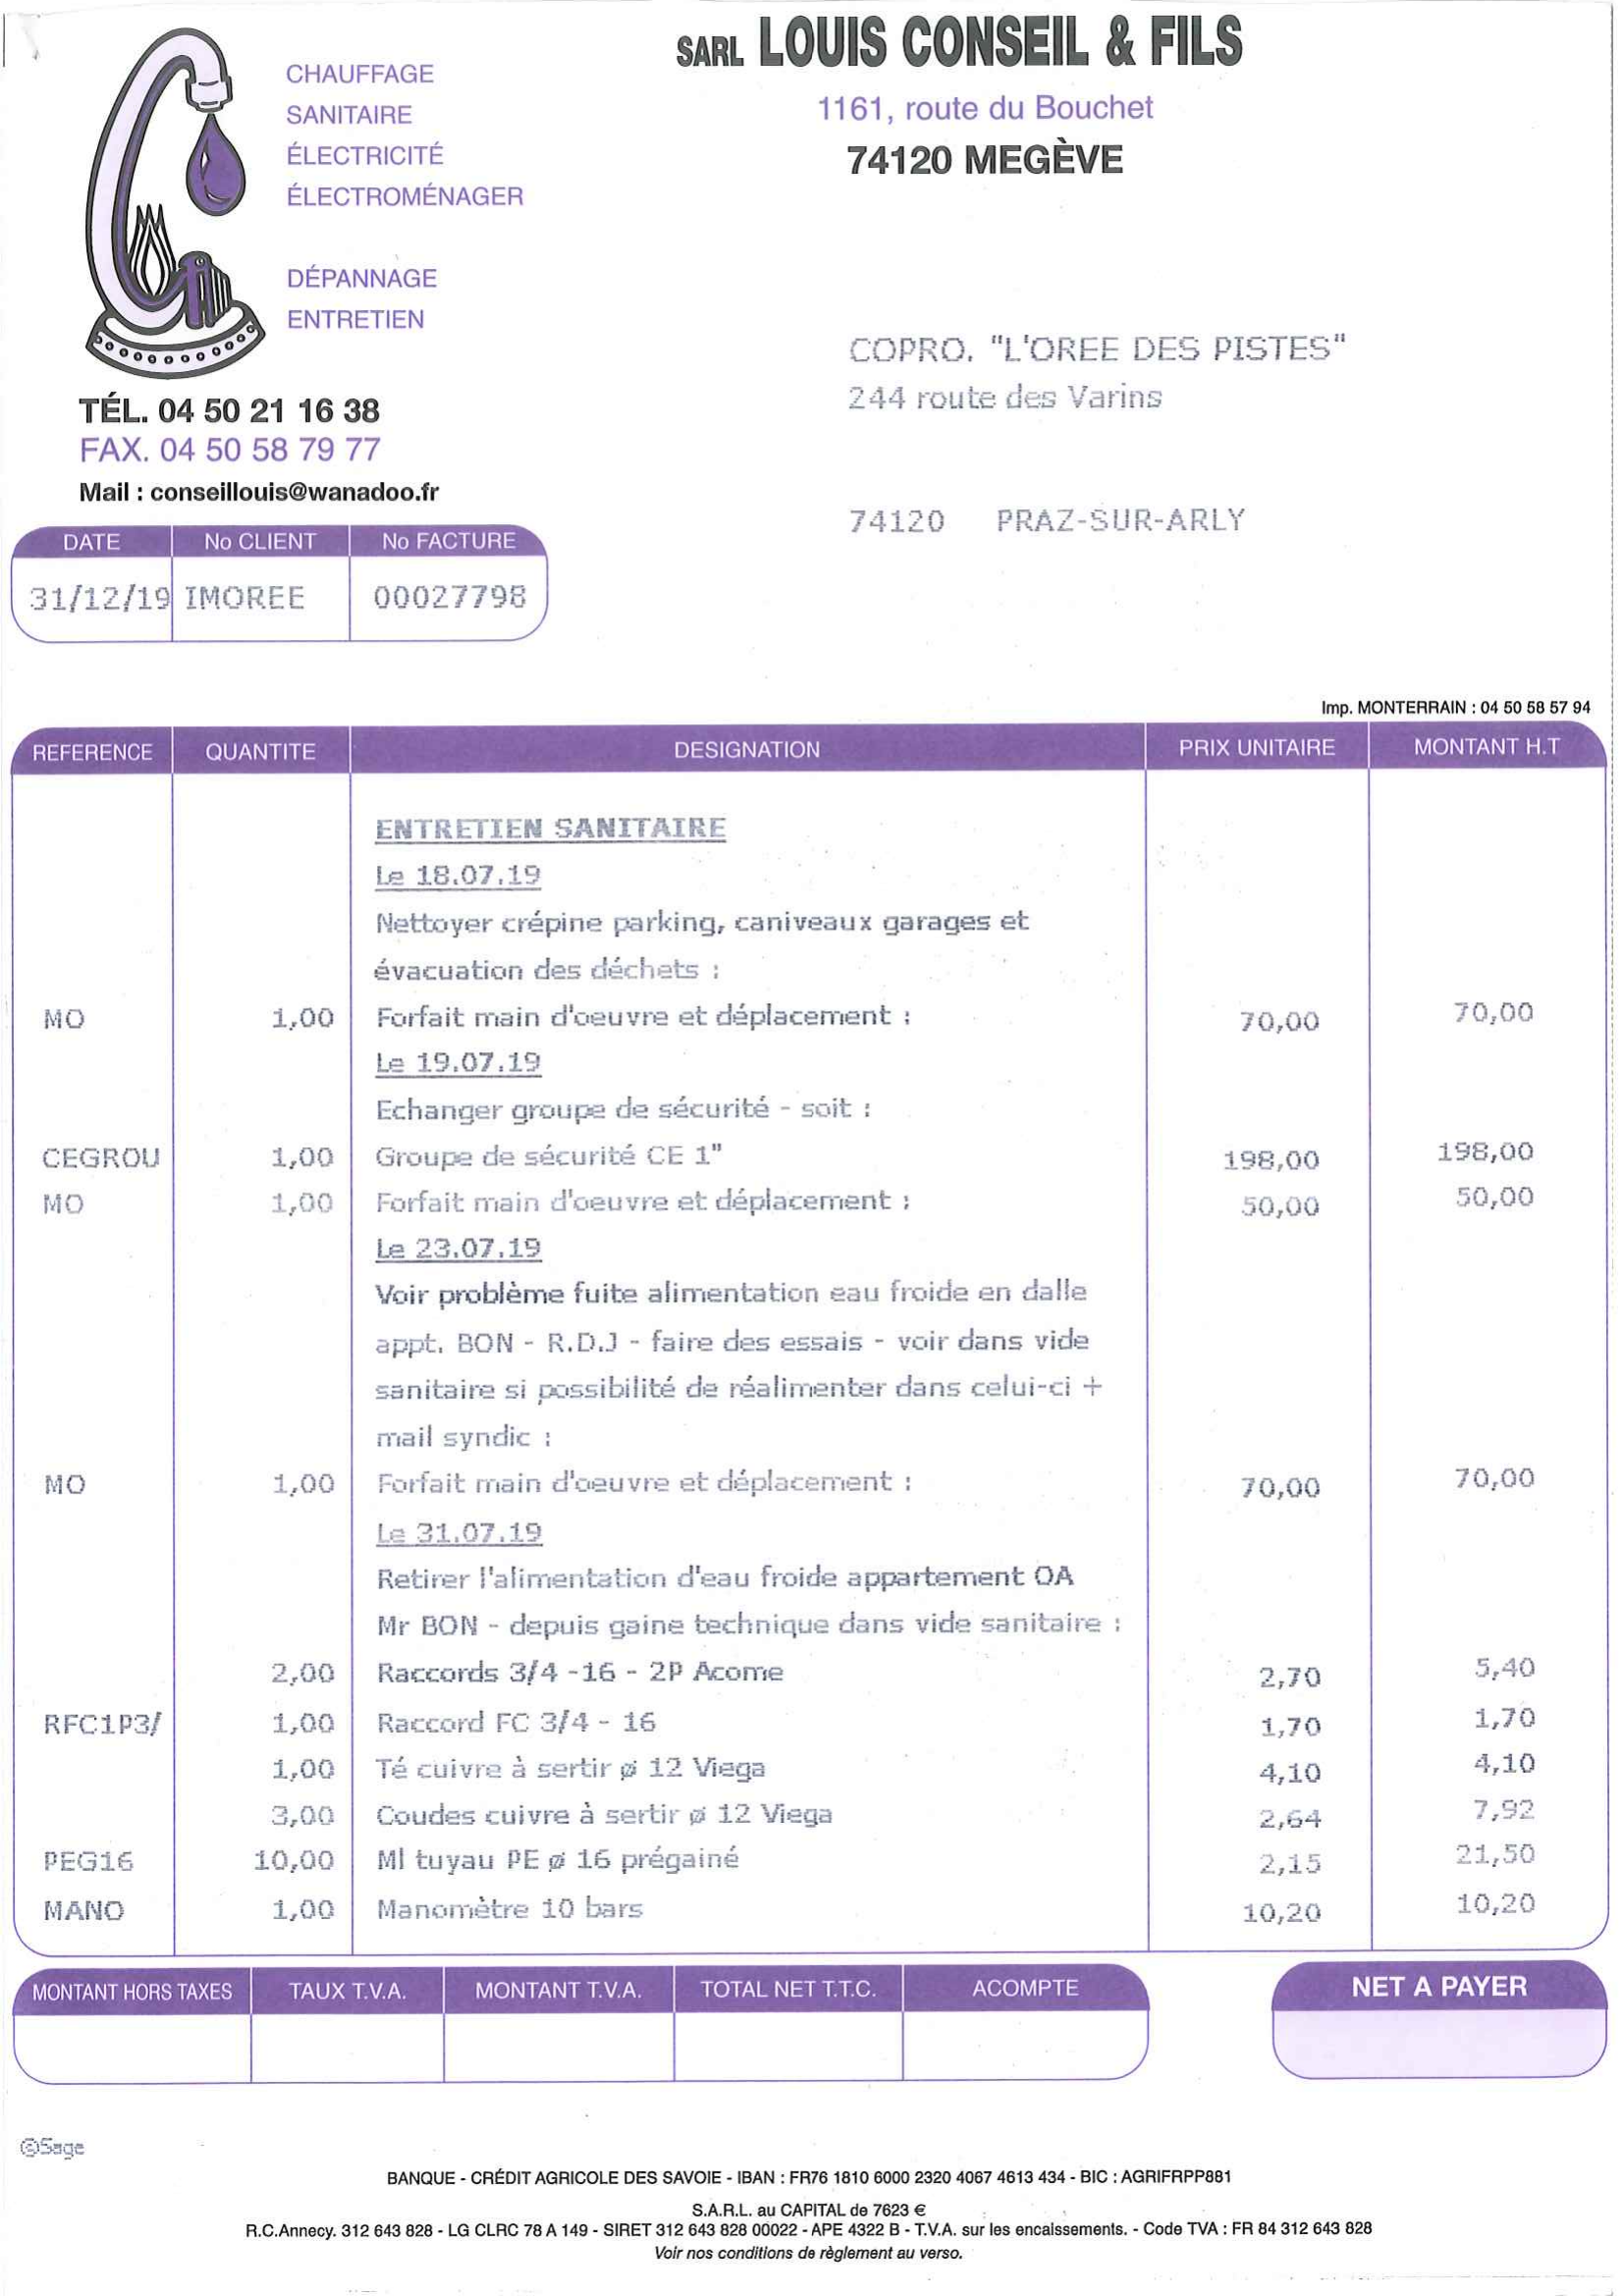 SARL LOUIS CONSEIL & FILS
1161, route du Bouchet
74120 MEGÈVE
CHAUFFAGE
SANITAIRE
ÉLECTRICITÉ
ÉLECTROMÉNAGER
DÉPANNAGE
ENTRETIEN
TÉL. 04 50 21 16 38
FAX. 04 50 58 79 77
Mail : conseillouis@wanadoo.fr
COPRO. "L'OREE DES PISTES"
244 route des Varins
74120 PRAZ-SUR-ARLY
DATE No CLIENT No FACTURE
31/12/19 IMOREE 00027798
Imp. MONTERRAIN : 04 50 58 57 94
REFERENCE QUANTITE DESIGNATION PRIX UNITAIRE MONTANT H.T
ENTRETIEN SANITAIRE
Le 18.07.19
Nettoyer crépine parking, caniveaux garages et
évacuation des déchets :
MO 1,00 Forfait main d'oeuvre et déplacement : 70,00 70,00
Le 19.07.19
Echanger groupe de sécurité - soit :
CEGROU 1,00 Groupe de sécurité CE 1" 198,00 198,00
MO 1,00 Forfait main d'oeuvre et déplacement : 50,00 50,00
Le 23.07.19
Voir problème fuite alimentation eau froide en dalle
appt. BON - R.D.J - faire des essais - voir dans vide
sanitaire si possibilité de réalimenter dans celui-ci +
mail syndic :
MO 1,00 Forfait main d'oeuvre et déplacement : 70,00 70,00
Le 31.07.19
Retirer l'alimentation d'eau froide appartement OA
Mr BON - depuis gaine technique dans vide sanitaire :
2,00 Raccords 3/4 -16 - 2P Acome 2,70 5,40
RFC1P3/ 1,00 Raccord FC 3/4 - 16 1,70 1,70
1,00 Té cuivre à sertir ø 12 Viega 4,10 4,10
3,00 Coudes cuivre à sertir ø 12 Viega 2,64 7,92
PEG16 10,00 Ml tuyau PE ø 16 prégainé 2,15 21,50
MANO 1,00 Manomètre 10 bars 10,20 10,20
MONTANT HORS TAXES TAUX T.V.A. MONTANT T.V.A. TOTAL NET T.T.C. ACOMPTE NET A PAYER
©Sage
BANQUE - CRÉDIT AGRICOLE DES SAVOIE - IBAN : FR76 1810 6000 2320 4067 4613 434 - BIC : AGRIFRPP881
S.A.R.L. au CAPITAL de 7623 €
R.C.Annecy. 312 643 828 - LG CLRC 78 A 149 - SIRET 312 643 828 00022 - APE 4322 B - T.V.A. sur les encaissements. - Code TVA : FR 84 312 643 828
Voir nos conditions de règlement au verso.